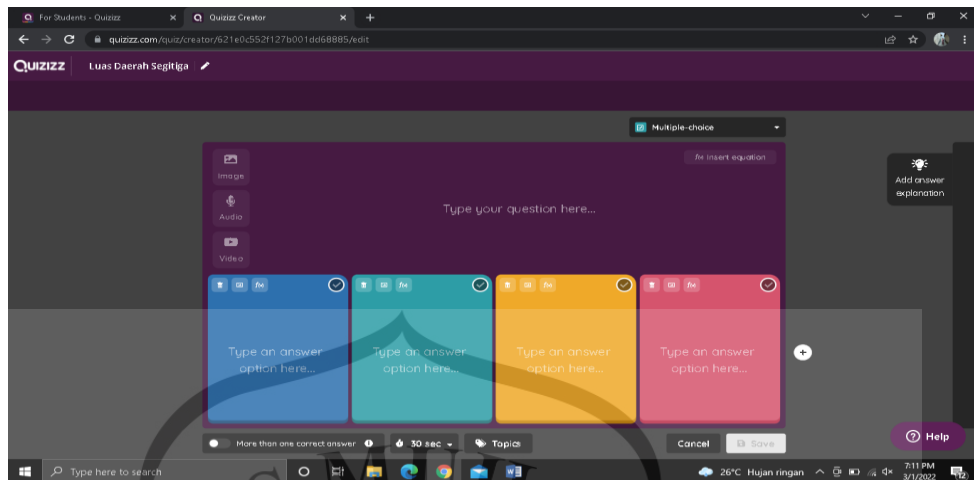 For Students - Quizizz
Quizizz Creator
quizizz.com/quiz/creator/621e0c552f127b001dd68885/edit
QUIZIZZ Luas Daerah Segitiga
Multiple-choice
Image
fx insert equation
Add answer
explanation
Audio
Type your question here...
Video
Type an answer
option here...
Type an answer
option here...
Type an answer
option here...
Type an answer
option here...
More than one correct answer
30 sec
Topics
Cancel
Save
Help
Type here to search
26°C Hujan ringan
7:11 PM
3/1/2022